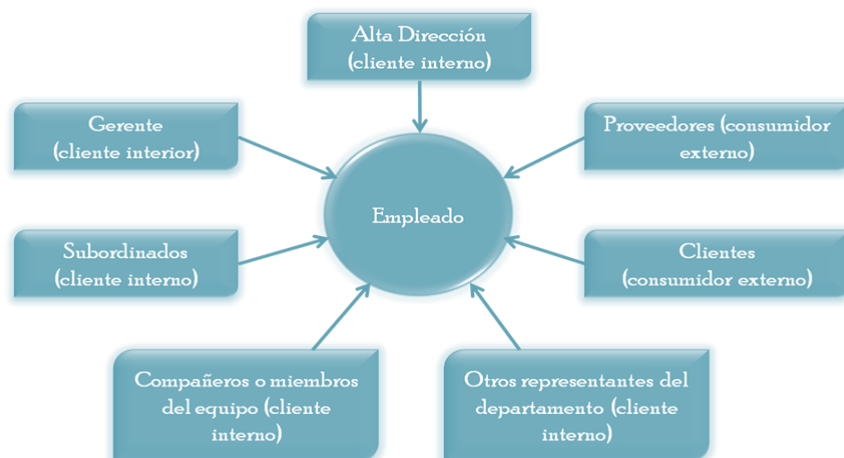 Alta Dirección
(cliente interno)
Gerente
(cliente interior)
Proveedores (consumidor
externo)
Empleado
Subordinados
(cliente interno)
Clientes
(consumidor externo)
Compañeros o miembros
del equipo (cliente
interno)
Otros representantes del
departamento (cliente
interno)